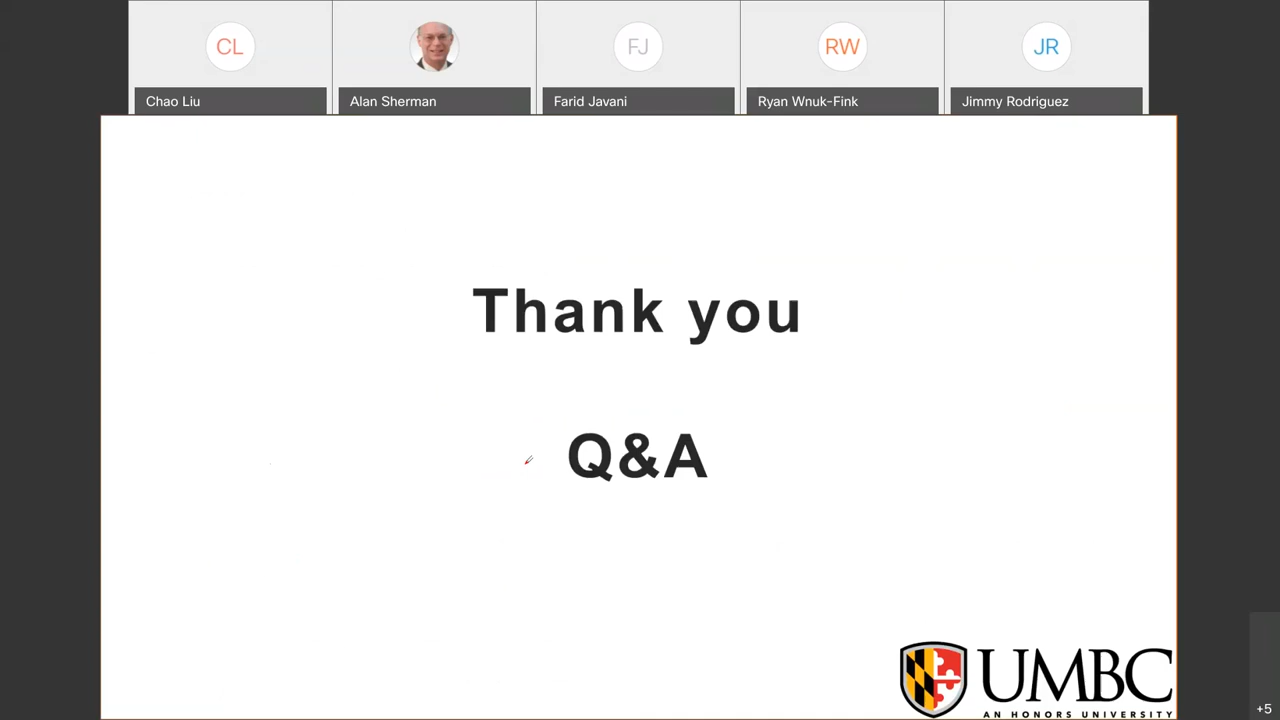 CL
FJ
RW
JR
Chao Liu
Alan Sherman
Farid Javani
Ryan Wnuk-Fink
Jimmy Rodriguez
Thank you
Q&A
UMBC
AN HONORS UNIVERSITY
+5